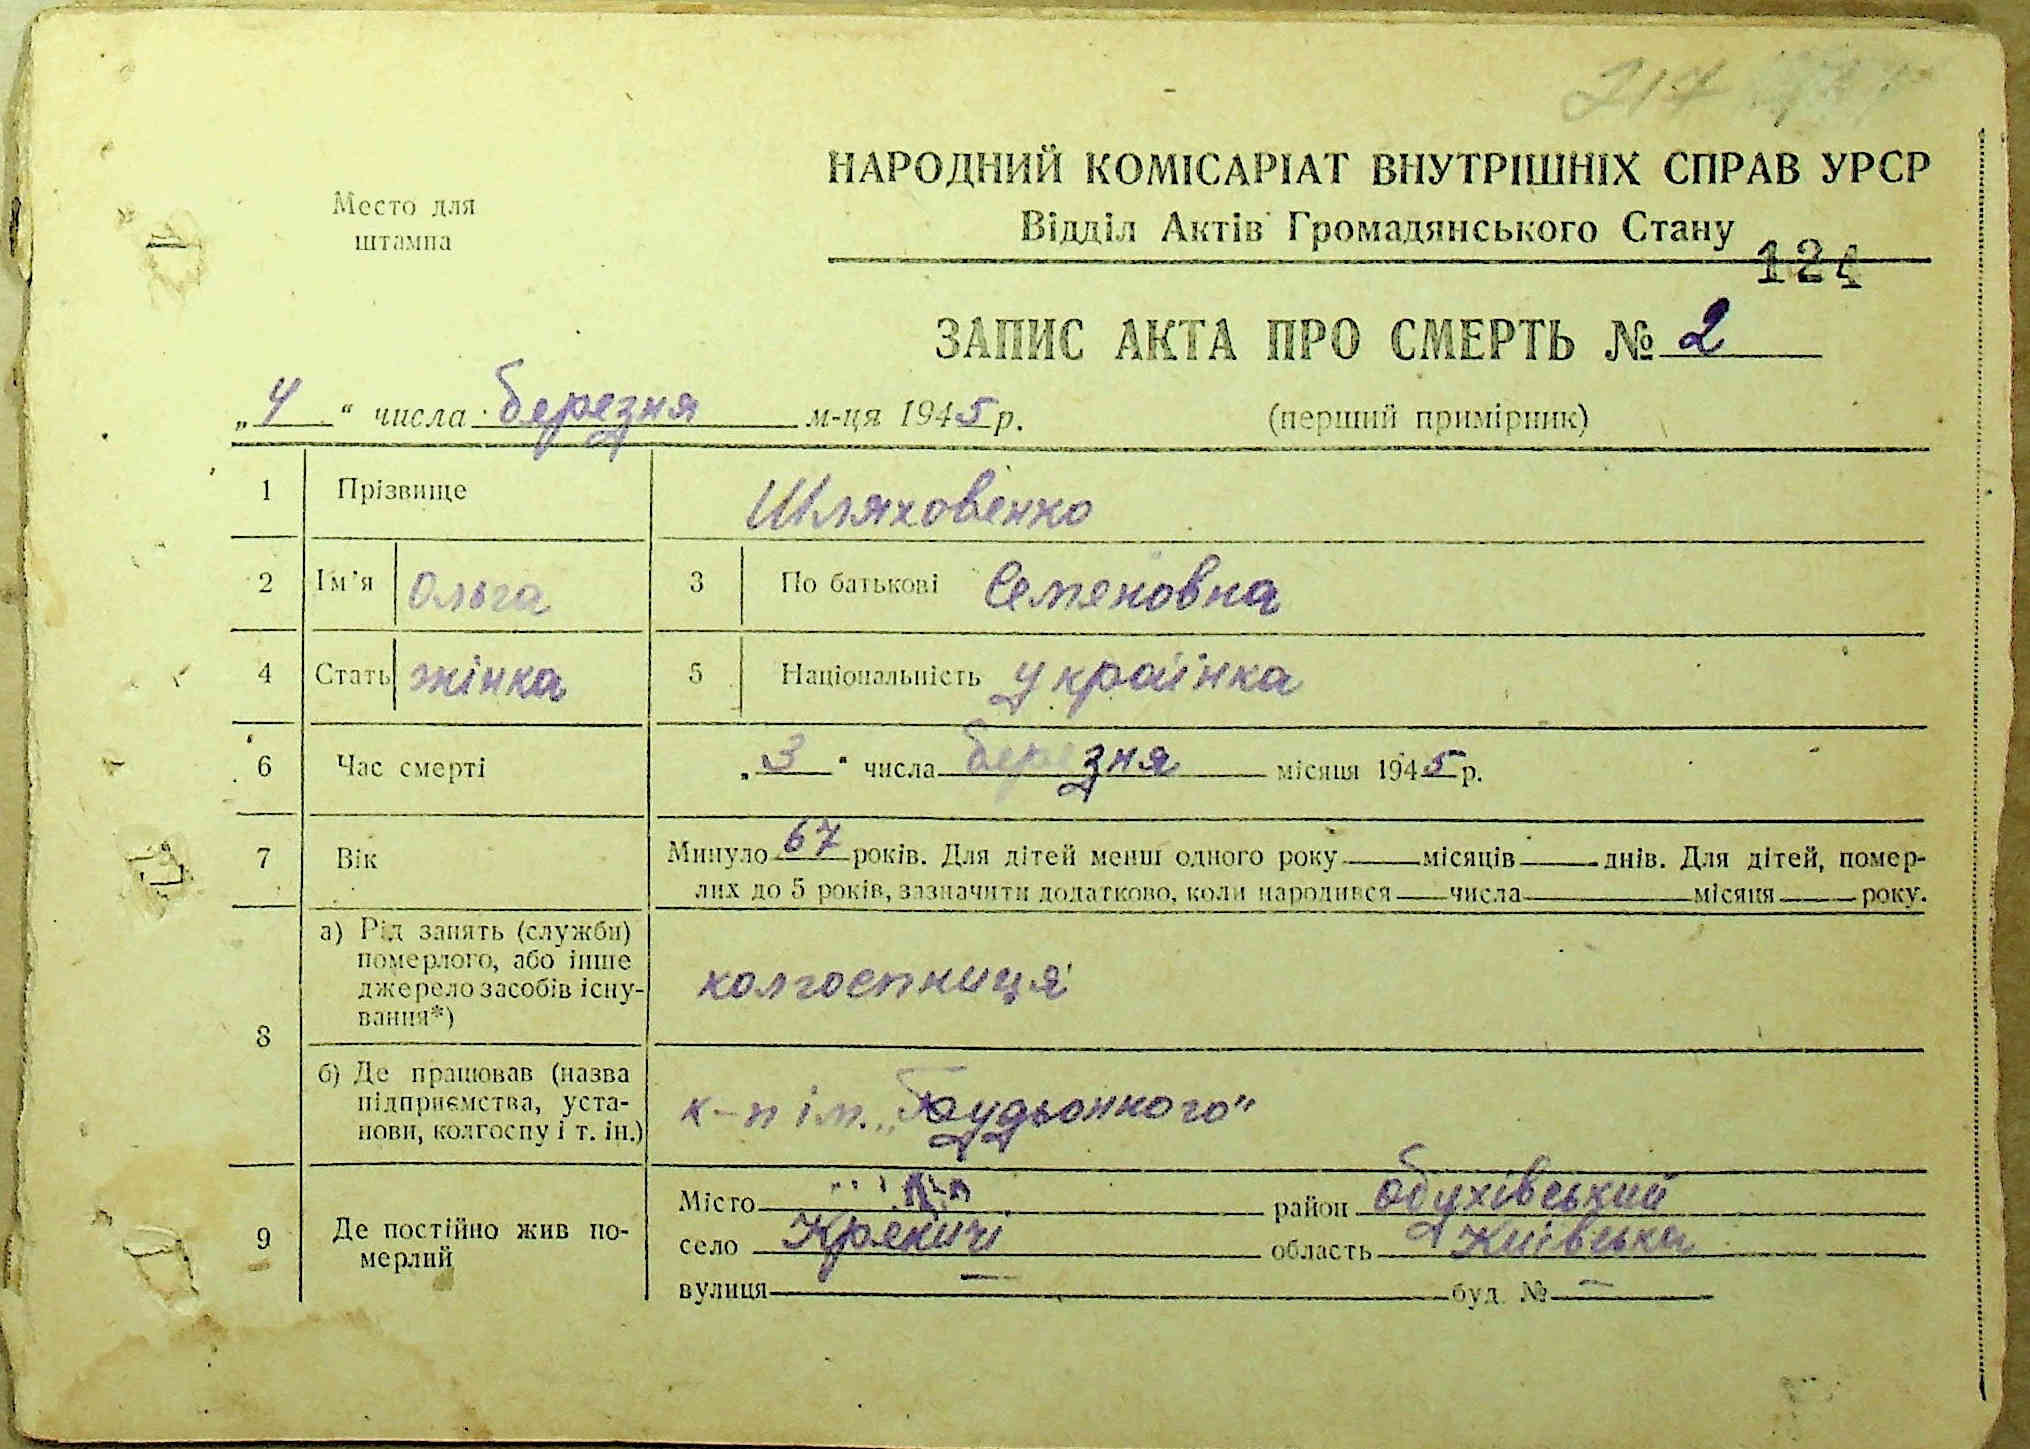 217
НАРОДНИЙ КОМІСАРІАТ ВНУТРІШНІХ СПРАВ УРСР
Место для
штампа
Відділ Актів Громадянського Стану
124
ЗАПИС АКТА ПРО СМЕРТЬ № 2
„4“ числа березня м-ця 1945 р.
(перший примірник)
1 Прізвище Шляховенко
2 Ім’я Ольга 3 По батькові Семеновна
4 Стать жінка 5 Національність українка
6 Час смерті „3“ числа березня місяця 1945 р.
7 Вік Минуло 67 років. Для дітей менш одного року місяців днів. Для дітей, помер-
лих до 5 років, зазначити додатково, коли народився числа місяця року.
8 а) Рід занять (служби)
померлого, або інше
джерело засобів існу-
вання*) колгоспниця
б) Де працював (назва
підприємства, уста-
нови, колгоспу і т. ін.) к-п ім. „Будьонного"
9 Де постійно жив по-
мерлий
Місто район Обухівський
село Креничі область Київська
вулиця — буд. № —